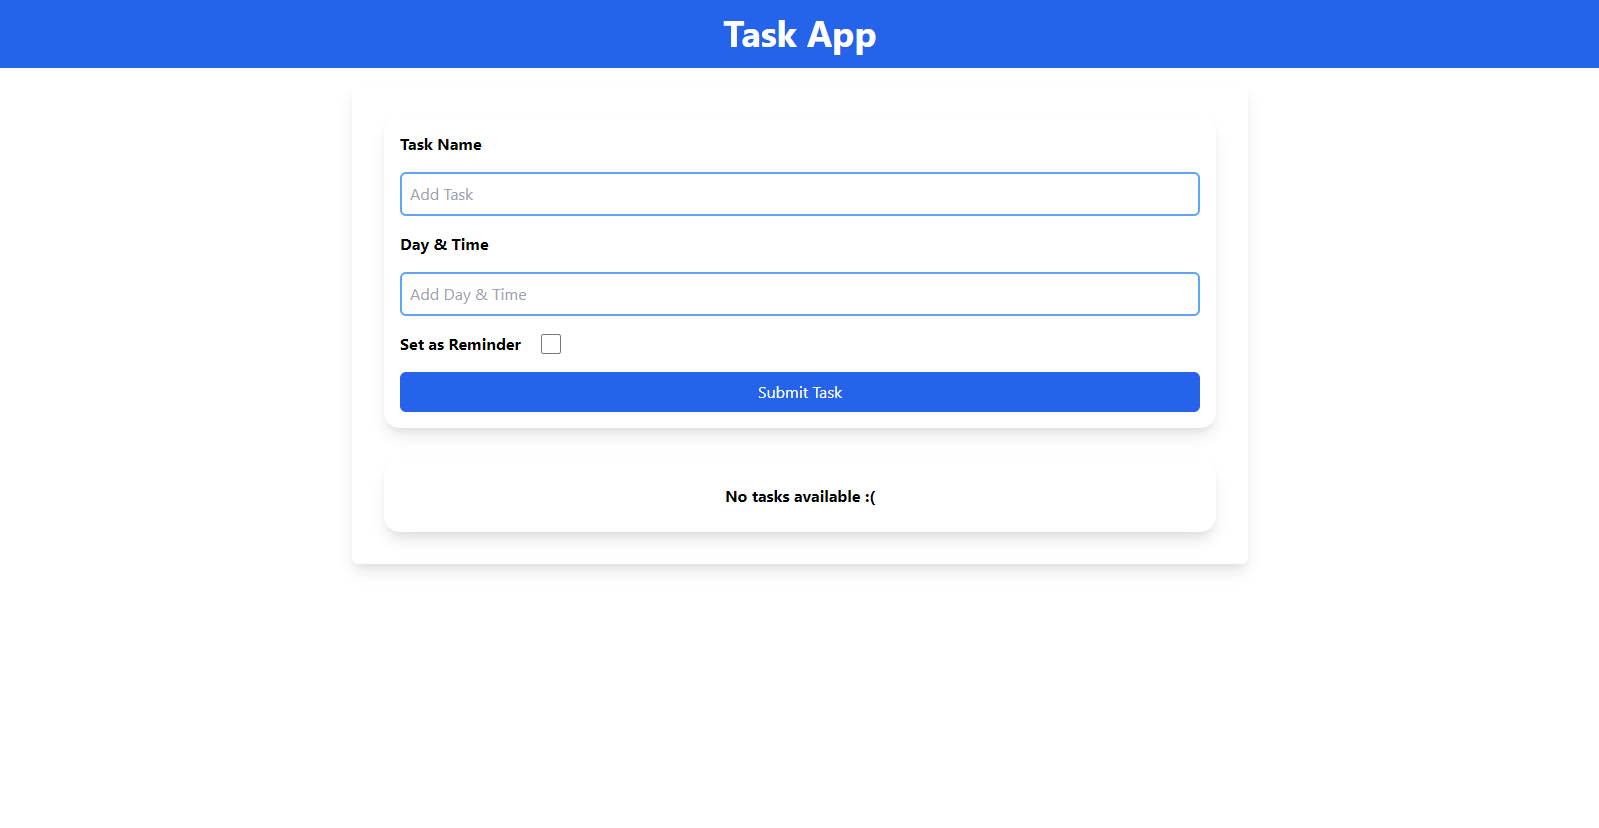 Task App
Task Name
Add Task
Day & Time
Add Day & Time
Set as Reminder
Submit Task
No tasks available :(